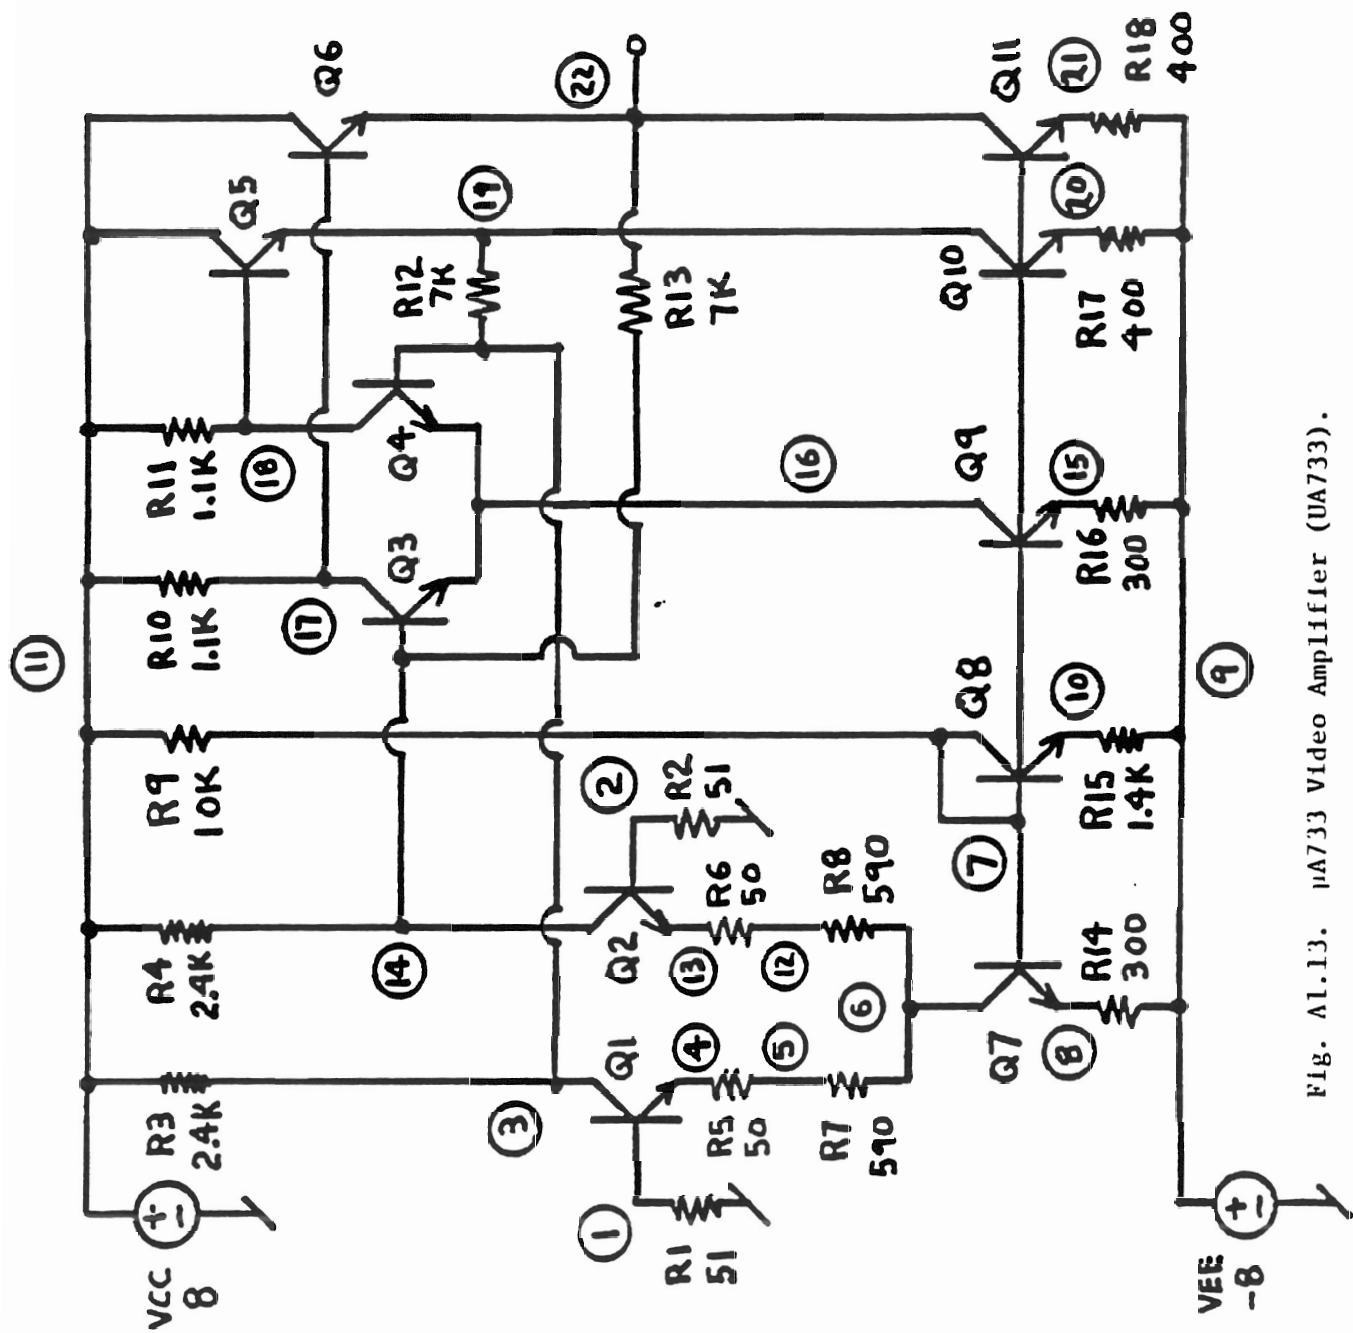 11
R3
2.4K
R4
2.4K
R9
10K
R10
1.1K
R11
1.1K
Q5
Q6
17
18
Q3
Q4
R12
7K
19
22
R13
7K
14
3
Q1
Q2
2
R2
51
1
R1
51
4
5
R5
50
R7
590
13
12
R6
50
R8
590
6
16
7
Q7
Q8
Q9
Q10
Q11
8
R14
300
10
R15
1.4K
15
R16
300
20
R17
400
21
R18
400
9
VCC
8
+
-
VEE
-8
+
-
Fig. A1.13. μA733 Video Amplifier (UA733).